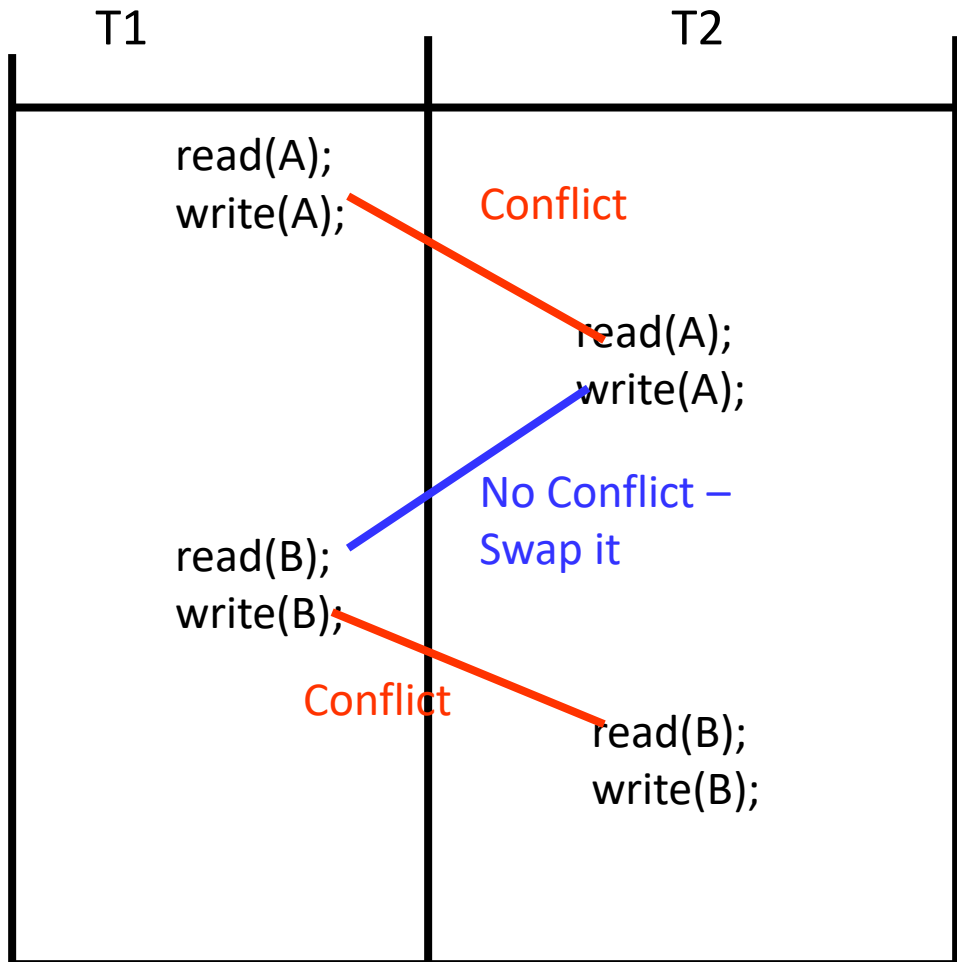 T1 T2
read(A);
write(A);
Conflict
read(A);
write(A);
No Conflict –
Swap it
read(B);
write(B);
Conflict
read(B);
write(B);